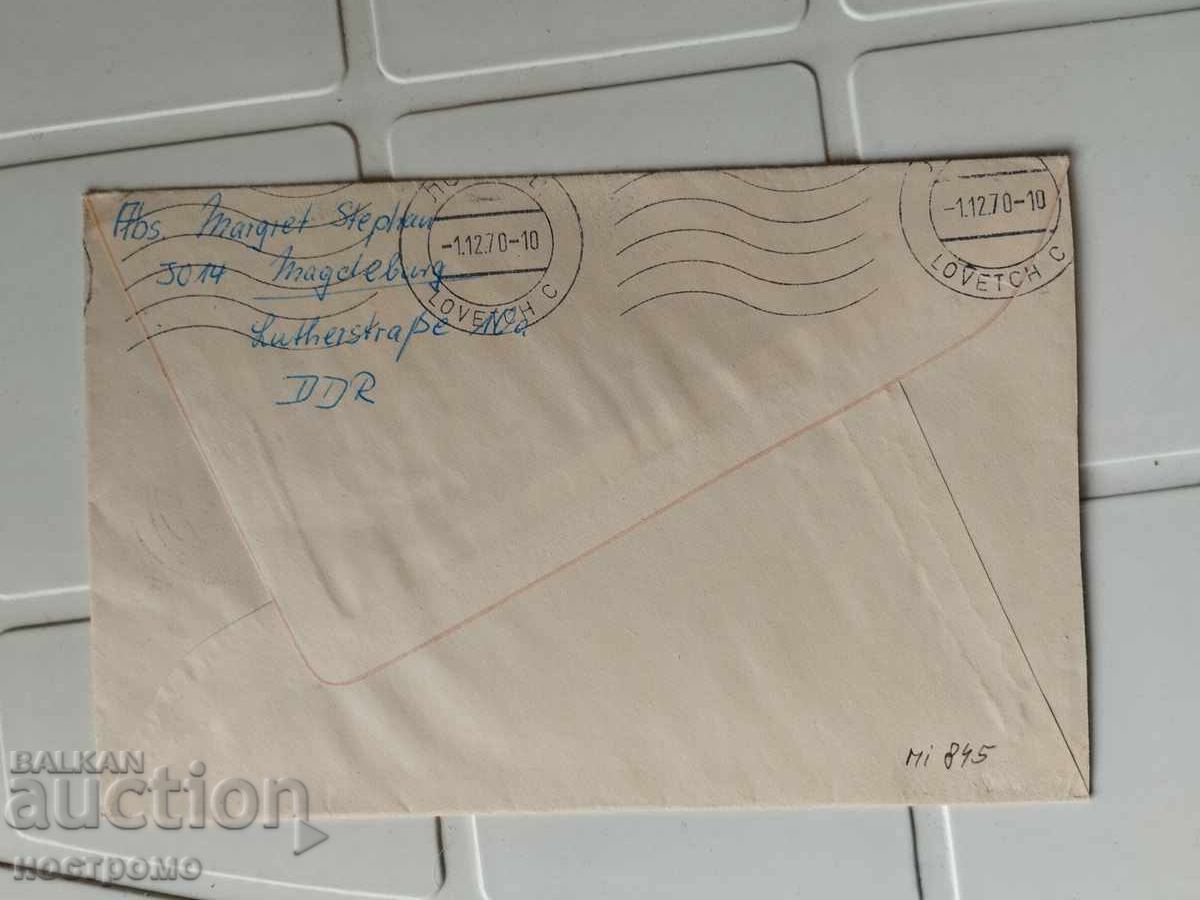 Abs. Margret Stephan
3014 Magdeburg
Lutherstraße
DDR
-1.12.70-10
LOVETCH C
-1.12.70-10
LOVETCH C
Mi 845
BALKAN
auction
ностромо